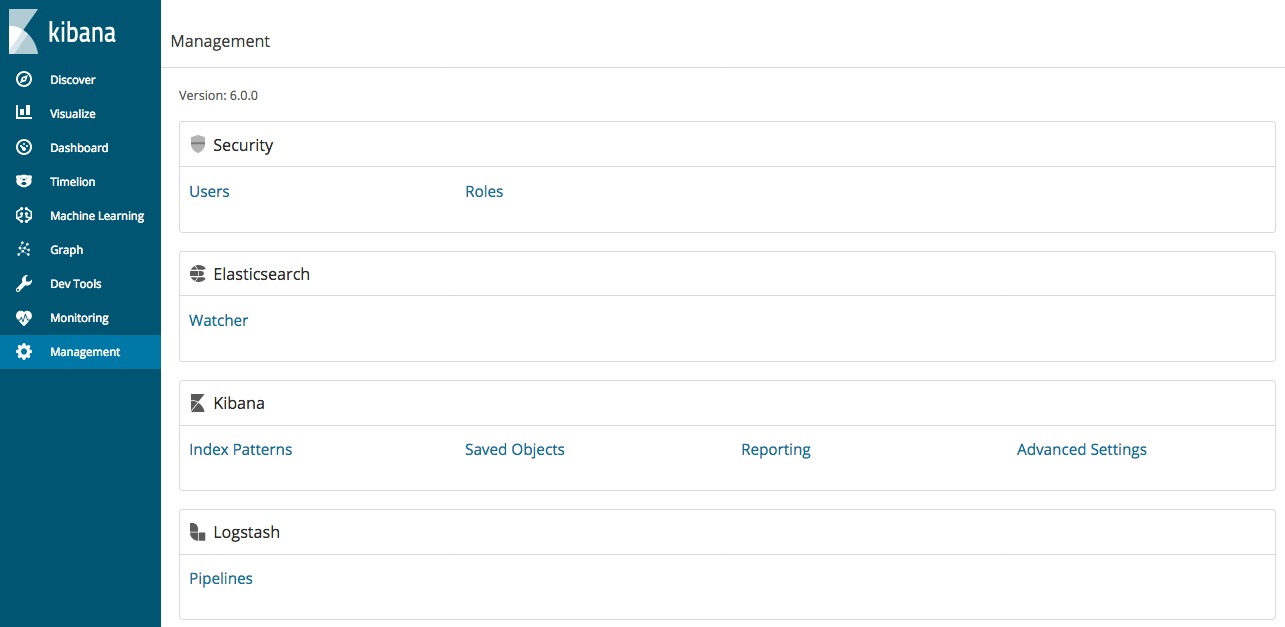 kibana
Discover
Visualize
Dashboard
Timelion
Machine Learning
Graph
Dev Tools
Monitoring
Management
Management
Version: 6.0.0
Security
Users Roles
Elasticsearch
Watcher
Kibana
Index Patterns Saved Objects Reporting Advanced Settings
Logstash
Pipelines